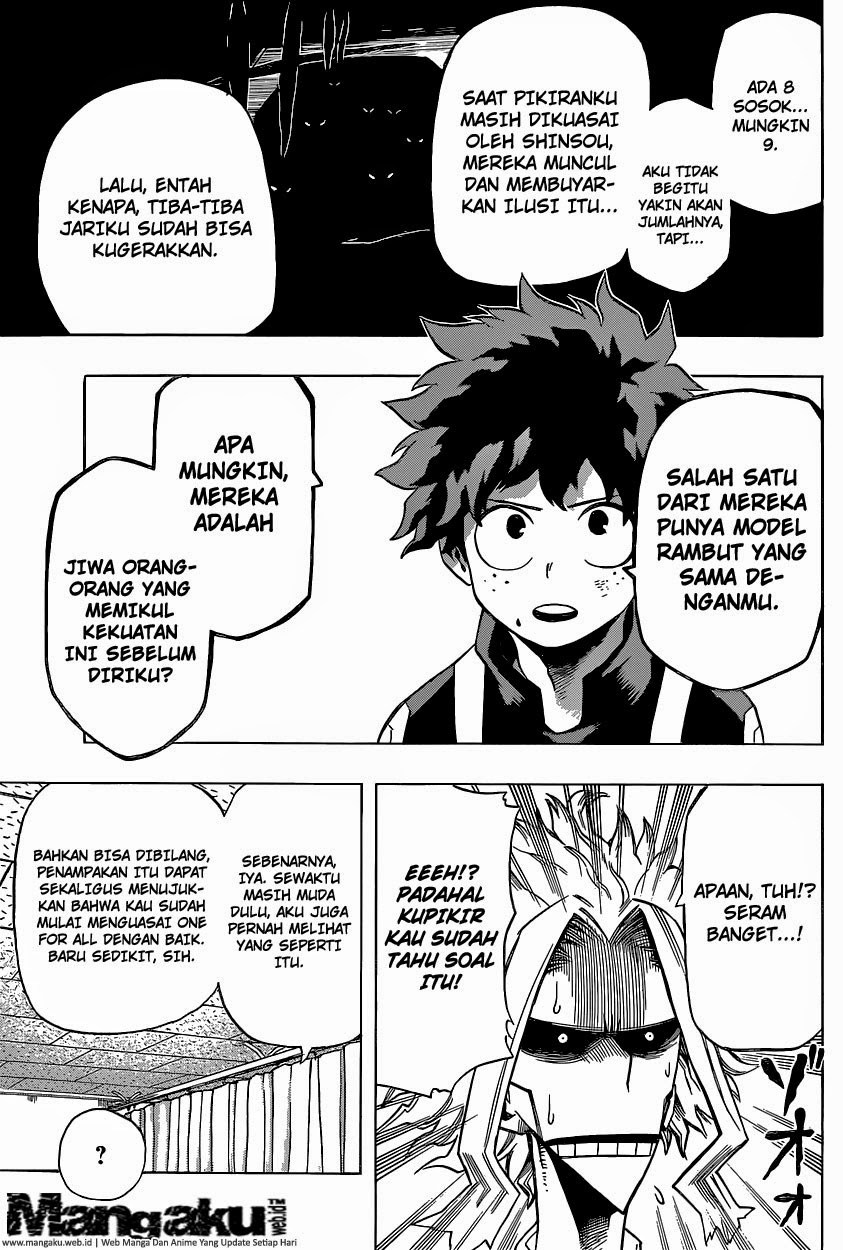 ADA 8
SOSOK...
MUNGKIN
9.
AKU TIDAK
BEGITU
YAKIN AKAN
JUMLAHNYA,
TAPI...
SAAT PIKIRANKU
MASIH DIKUASAI
OLEH SHINSOU,
MEREKA MUNCUL
DAN MEMBUYAR-
KAN ILUSI ITU...
LALU, ENTAH
KENAPA, TIBA-TIBA
JARIKU SUDAH BISA
KUGERAKKAN.
SALAH SATU
DARI MEREKA
PUNYA MODEL
RAMBUT YANG
SAMA DE-
NGANMU.
APA
MUNGKIN,
MEREKA
ADALAH
JIWA ORANG-
ORANG YANG
MEMIKUL
KEKUATAN
INI SEBELUM
DIRIKU?
APAAN, TUH!?
SERAM
BANGET...!
EEEH!?
PADAHAL
KUPIKIR
KAU SUDAH
TAHU SOAL
ITU!
ゾオオ
SEBENARNYA,
IYA. SEWAKTU
MASIH MUDA
DULU, AKU JUGA
PERNAH MELIHAT
YANG SEPERTI
ITU.
BAHKAN BISA DIBILANG,
PENAMPAKAN ITU DAPAT
SEKALIGUS MENUJUK-
KAN BAHWA KAU SUDAH
MULAI MENGUASAI ONE
FOR ALL DENGAN BAIK.
BARU SEDIKIT, SIH.
?
Mangaku
web.id
www.mangaku.web.id | Web Manga Dan Anime Yang Update Setiap Hari